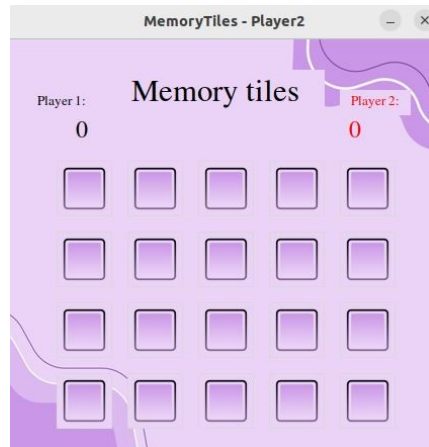 MemoryTiles - Player2
Memory tiles
Player 1:
Player 2:
0
0